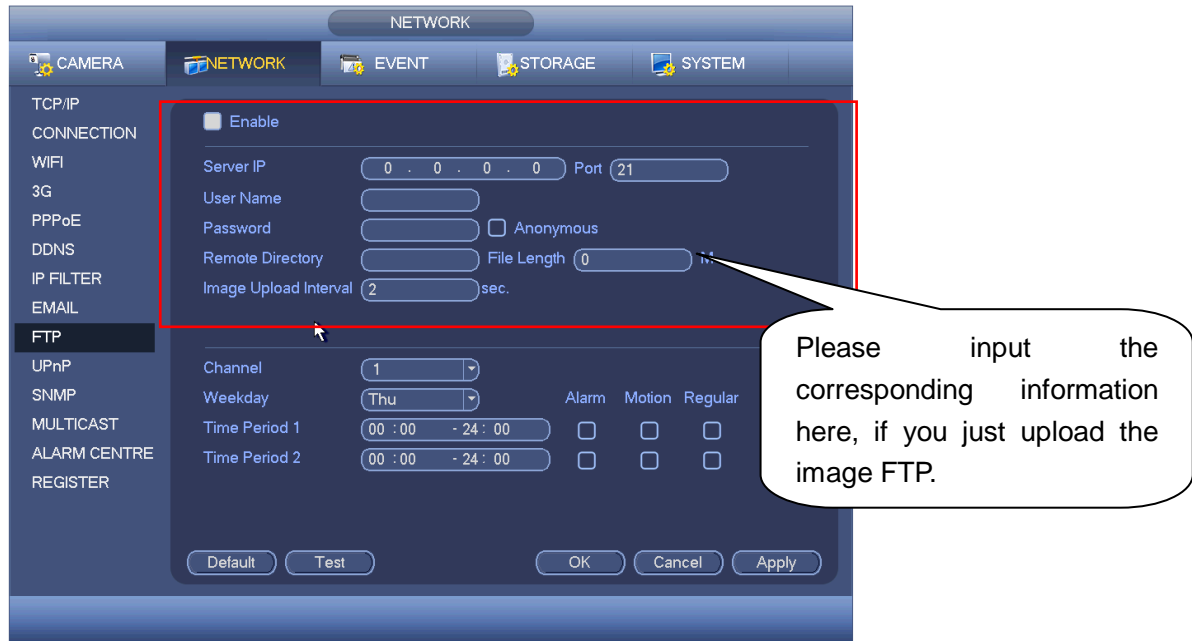 NETWORK
CAMERA NETWORK EVENT STORAGE SYSTEM
TCP/IP
CONNECTION
WIFI
3G
PPPoE
DDNS
IP FILTER
EMAIL
FTP
UPnP
SNMP
MULTICAST
ALARM CENTRE
REGISTER
Enable
Server IP 0 . 0 . 0 . 0 Port 21
User Name
Password Anonymous
Remote Directory File Length 0 M
Image Upload Interval 2 sec.
Channel 1
Weekday Thu Alarm Motion Regular
Time Period 1 00 :00 - 24 : 00
Time Period 2 00 :00 - 24 : 00
Default Test OK Cancel Apply
Please input the
corresponding information
here, if you just upload the
image FTP.